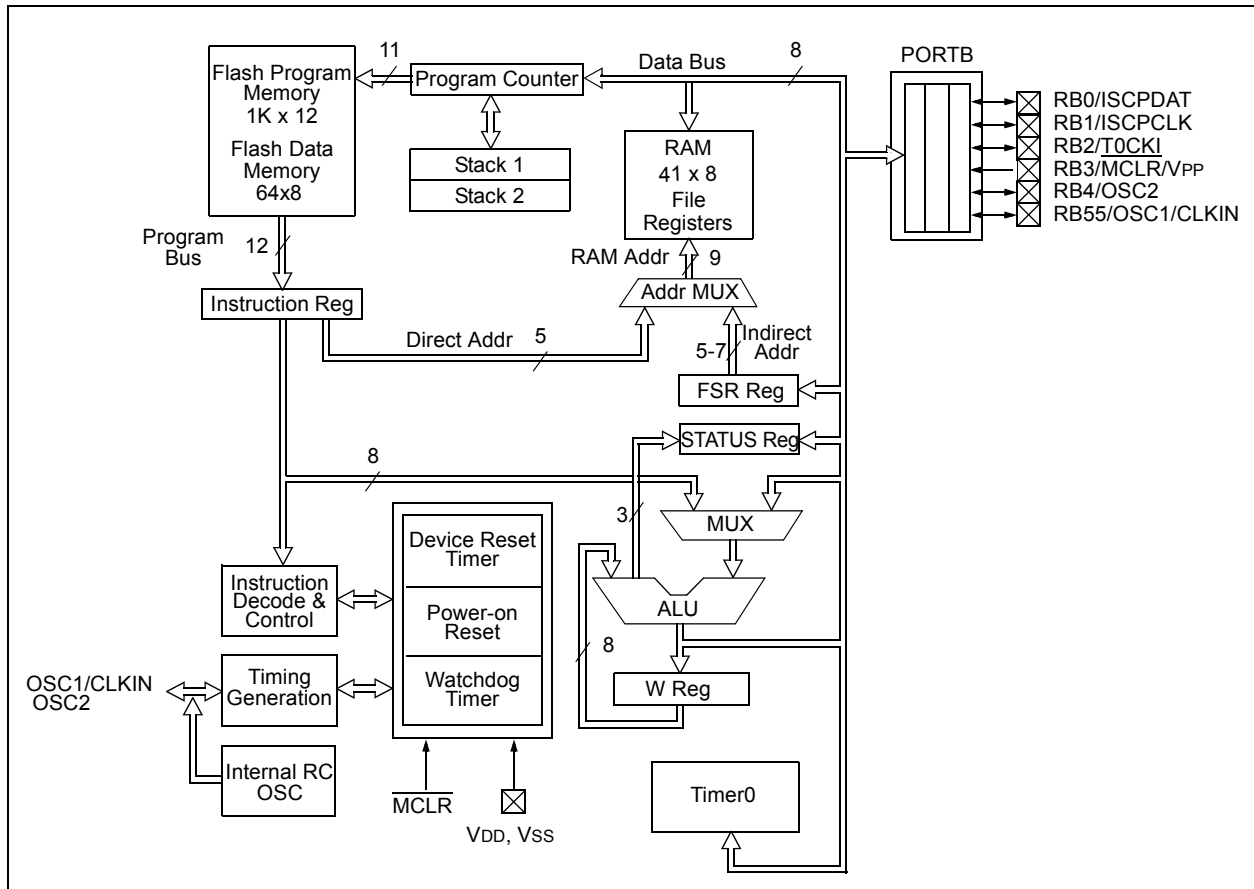 11
Data Bus
8
PORTB
Flash Program
Memory
1K x 12
Flash Data
Memory
64x8
Program Counter
Stack 1
Stack 2
RAM
41 x 8
File
Registers
RB0/ISCPDAT
RB1/ISCPCLK
RB2/T0CKI
RB3/MCLR/VPP
RB4/OSC2
RB55/OSC1/CLKIN
Program
Bus
12
RAM Addr
9
Addr MUX
Instruction Reg
Direct Addr
5
5-7
Indirect
Addr
FSR Reg
STATUS Reg
8
3
MUX
Device Reset
Timer
Instruction
Decode &
Control
Power-on
Reset
ALU
8
OSC1/CLKIN
OSC2
Timing
Generation
Watchdog
Timer
W Reg
Internal RC
OSC
MCLR
VDD, VSS
Timer0